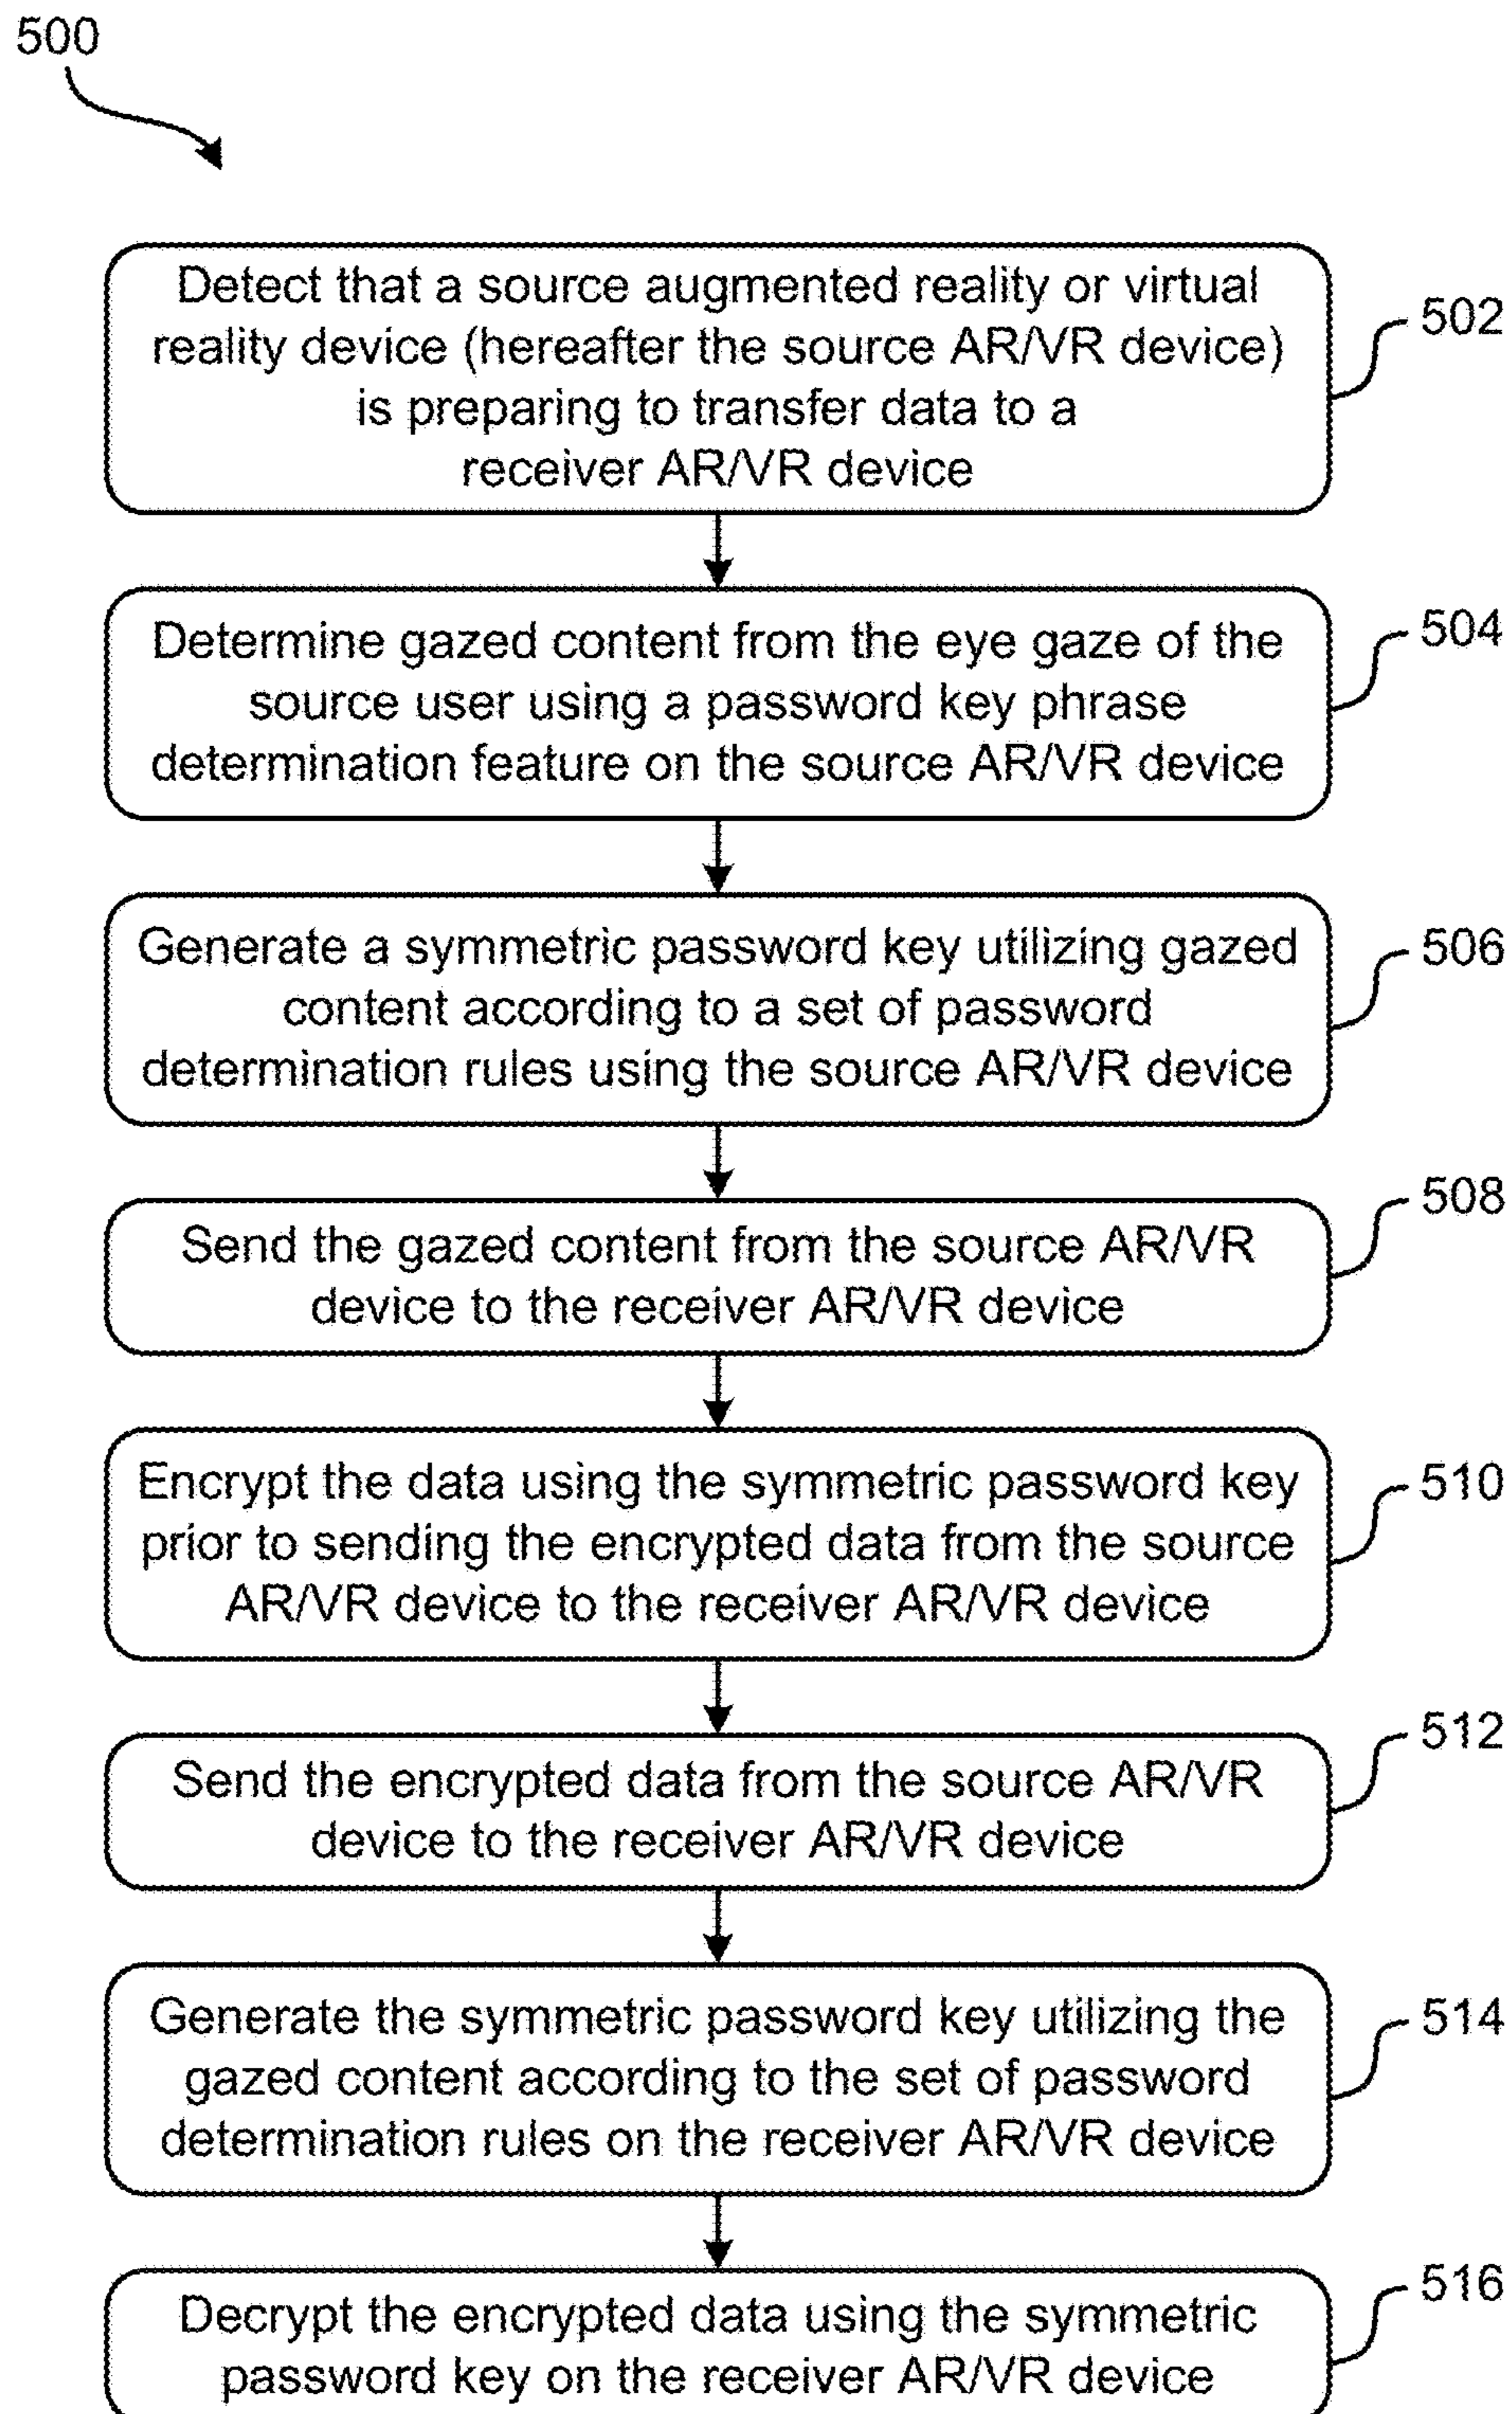 500
Detect that a source augmented reality or virtual
reality device (hereafter the source AR/VR device)
is preparing to transfer data to a
receiver AR/VR device
502
Determine gazed content from the eye gaze of the
source user using a password key phrase
determination feature on the source AR/VR device
504
Generate a symmetric password key utilizing gazed
content according to a set of password
determination rules using the source AR/VR device
506
Send the gazed content from the source AR/VR
device to the receiver AR/VR device
508
Encrypt the data using the symmetric password key
prior to sending the encrypted data from the source
AR/VR device to the receiver AR/VR device
510
Send the encrypted data from the source AR/VR
device to the receiver AR/VR device
512
Generate the symmetric password key utilizing the
gazed content according to the set of password
determination rules on the receiver AR/VR device
514
Decrypt the encrypted data using the symmetric
password key on the receiver AR/VR device
516